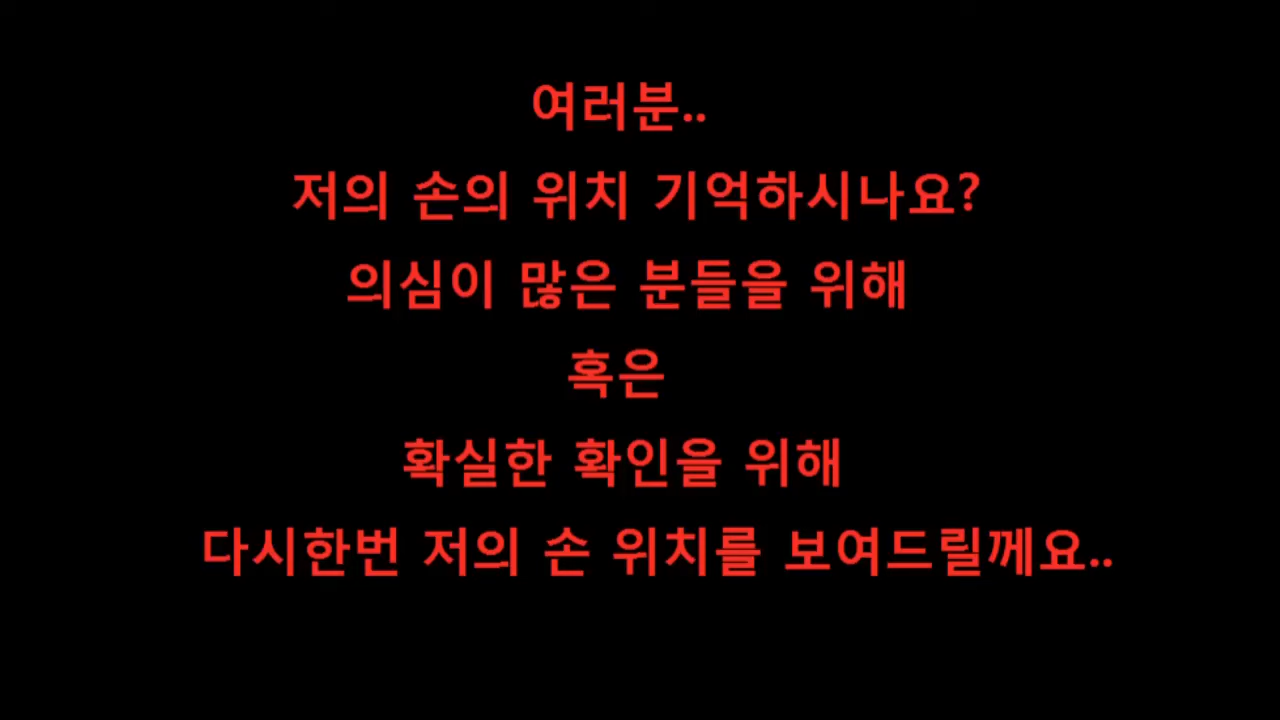 여러분..
저의 손의 위치 기억하시나요?
의심이 많은 분들을 위해
혹은
확실한 확인을 위해
다시한번 저의 손 위치를 보여드릴께요..